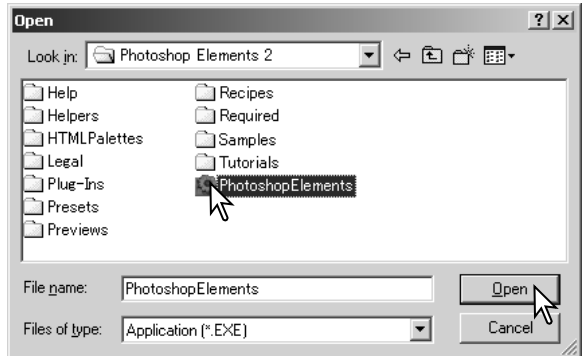 Open
Look in: Photoshop Elements 2
Help
Helpers
HTMLPalettes
Legal
Plug-Ins
Presets
Previews
Recipes
Required
Samples
Tutorials
PhotoshopElements
File name: PhotoshopElements Open
Files of type: Application (*.EXE) Cancel